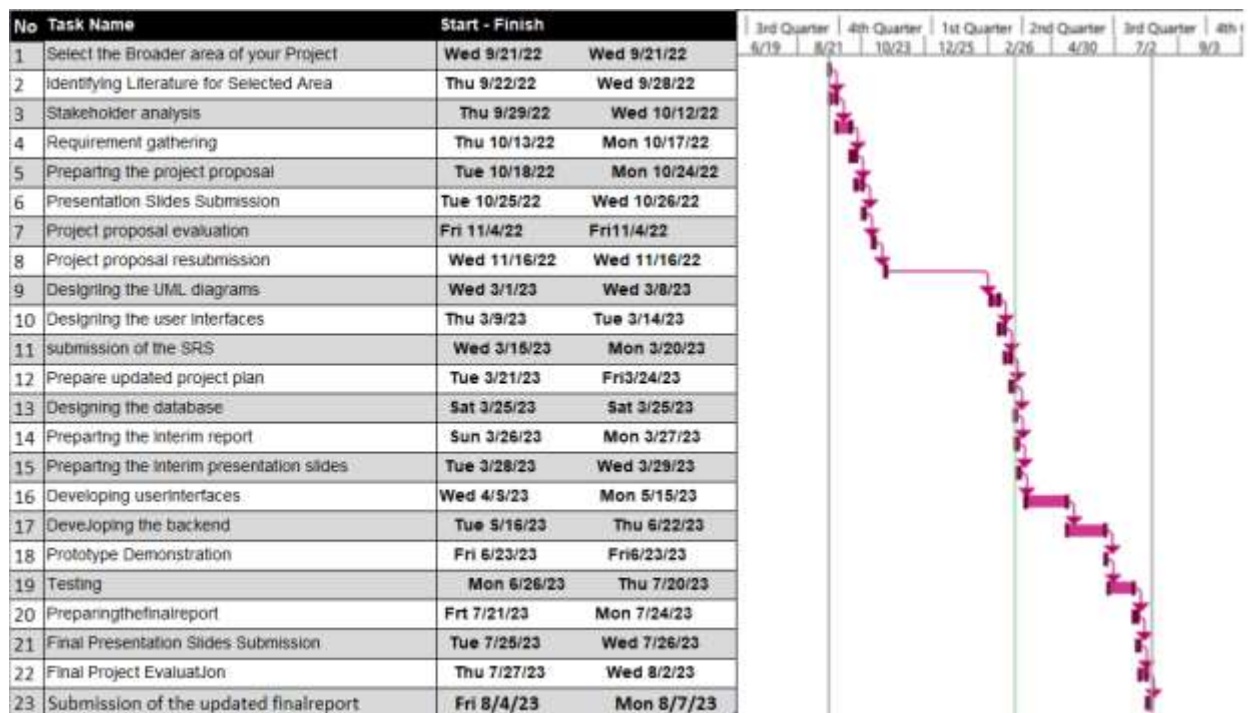 No Task Name Start - Finish
3rd Quarter 4th Quarter 1st Quarter 2nd Quarter 3rd Quarter 4th
6/19 8/21 10/23 12/25 2/26 4/30 7/2 9/3
1 Select the Broader area of your Project Wed 9/21/22 Wed 9/21/22
2 Identifying Literature for Selected Area Thu 9/22/22 Wed 9/28/22
3 Stakeholder analysis Thu 9/29/22 Wed 10/12/22
4 Requirement gathering Thu 10/13/22 Mon 10/17/22
5 Prepartng the project proposal Tue 10/18/22 Mon 10/24/22
6 Presentation Slides Submission Tue 10/25/22 Wed 10/26/22
7 Project proposal evaluation Fri 11/4/22 Fri11/4/22
8 Project proposal resubmission Wed 11/16/22 Wed 11/16/22
9 Designing the UML diagrams Wed 3/1/23 Wed 3/8/23
10 Designing the user Interfaces Thu 3/9/23 Tue 3/14/23
11 submission of the SRS Wed 3/15/23 Mon 3/20/23
12 Prepare updated project plan Tue 3/21/23 Fri3/24/23
13 Designing the database Sat 3/25/23 Sat 3/25/23
14 Prepartng the Interim report Sun 3/26/23 Mon 3/27/23
15 Prepartng the Interim presentation slides Tue 3/28/23 Wed 3/29/23
16 Developing userInterfaces Wed 4/S/23 Mon 5/15/23
17 DeveJoping the backend Tue S/16/23 Thu 6/22/23
18 Prototype Demonstration Fri 6/23/23 Fri6/23/23
19 Testing Mon 6/26/23 Thu 7/20/23
20 Preparingthefinalreport Frt 7/21/23 Mon 7/24/23
21 Final Presentation Slides Submission Tue 7/25/23 Wed 7/26/23
22 Final Project EvaluatJon Thu 7/27/23 Wed 8/2/23
23 Submission of the updated finalreport Fri 8/4/23 Mon 8/7/23